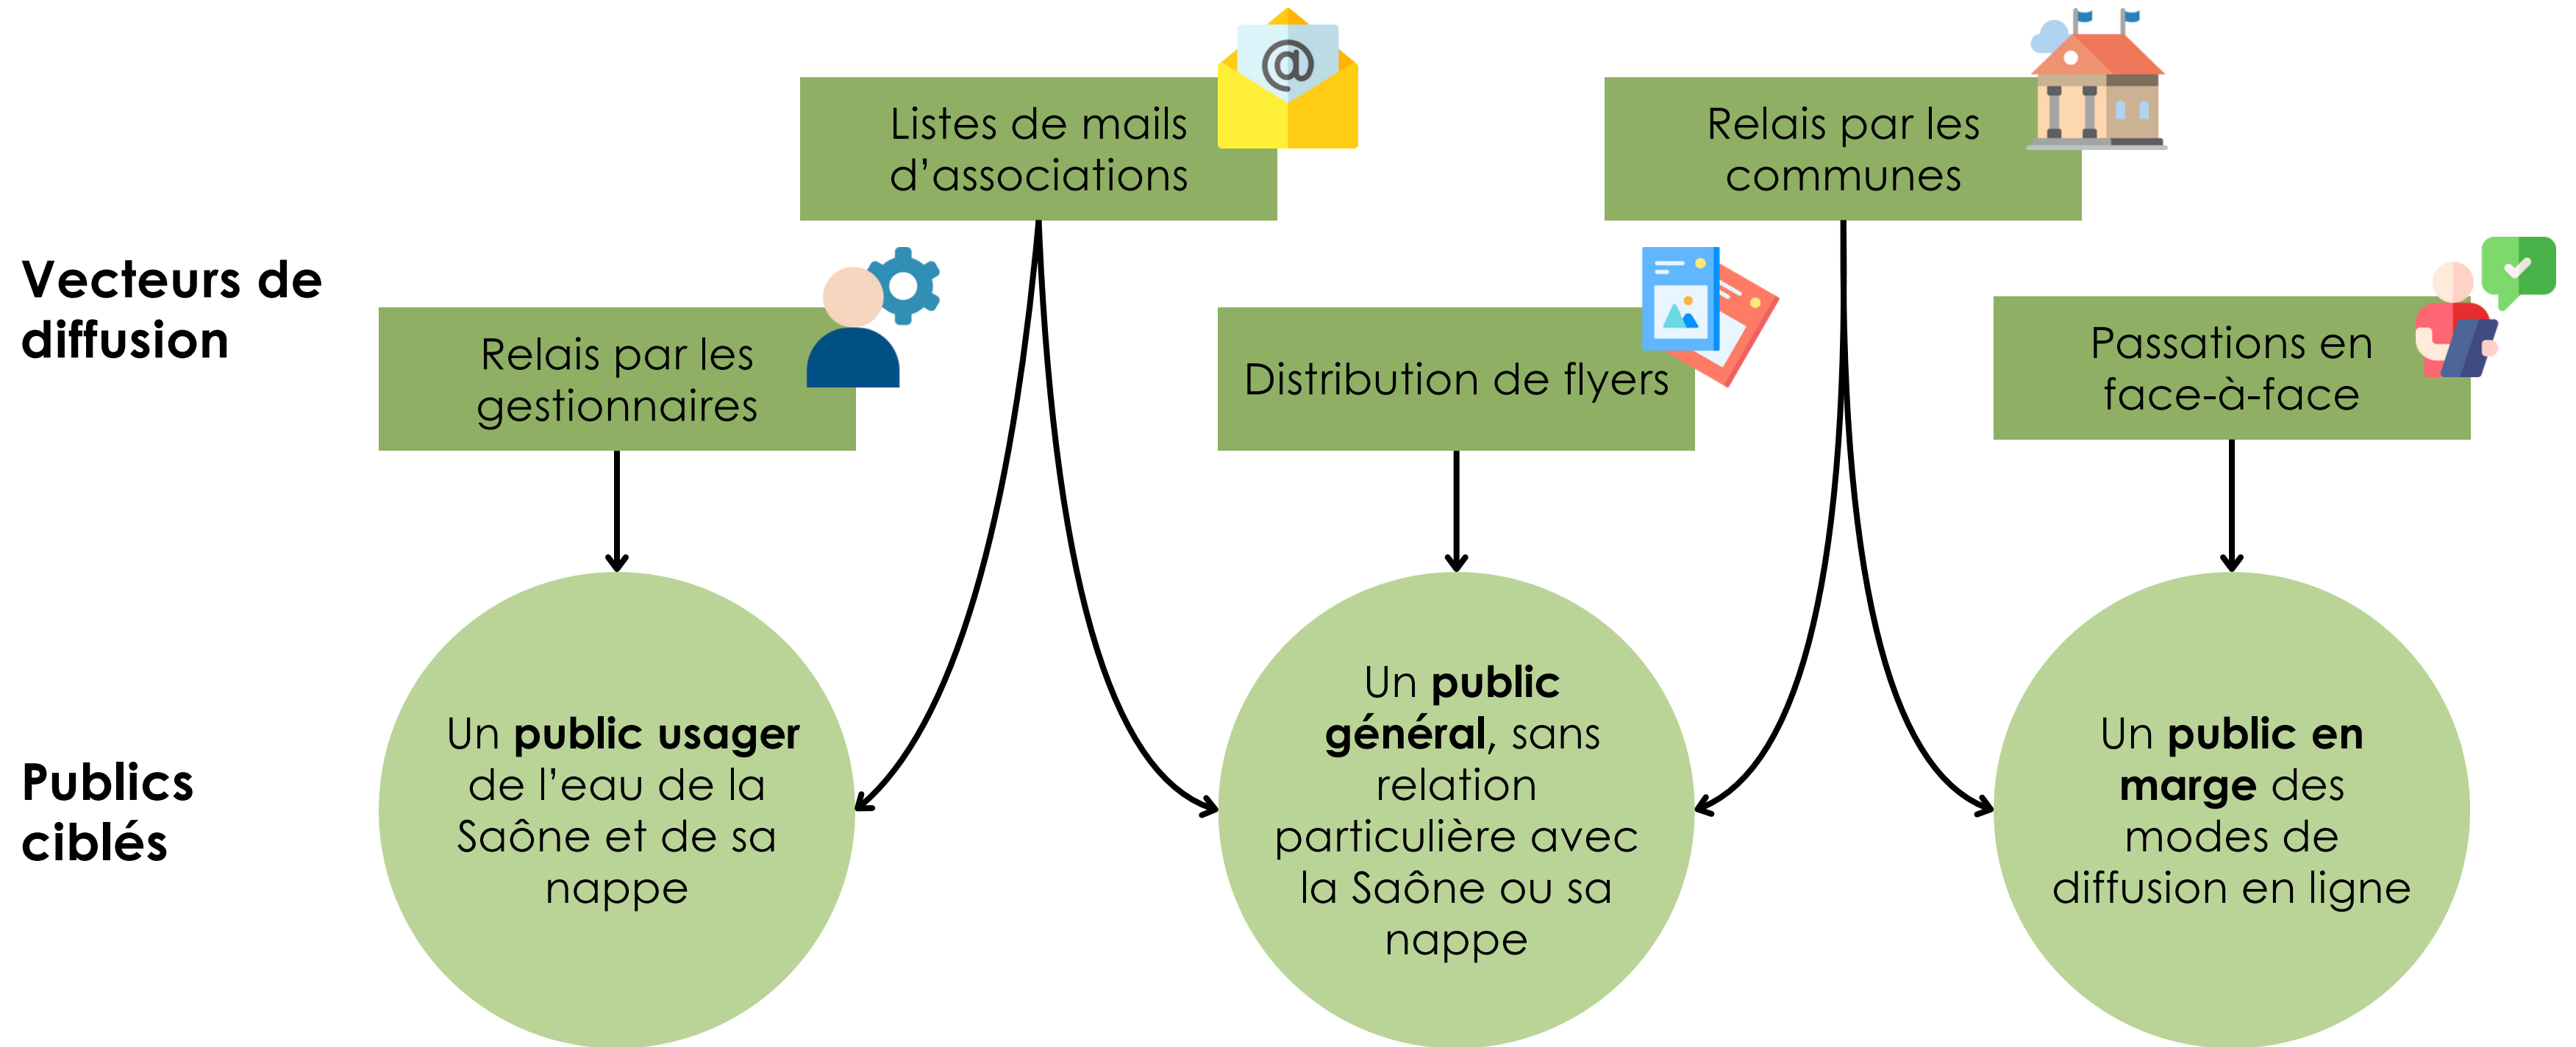 Listes de mails
d'associations
@
Relais par les
communes
Vecteurs de
diffusion
Relais par les
gestionnaires
Distribution de flyers
Passations en
face-à-face
Publics
ciblés
Un public usager
de l'eau de la
Saône et de sa
nappe
Un public
général, sans
relation
particulière avec
la Saône ou sa
nappe
Un public en
marge des
modes de
diffusion en ligne